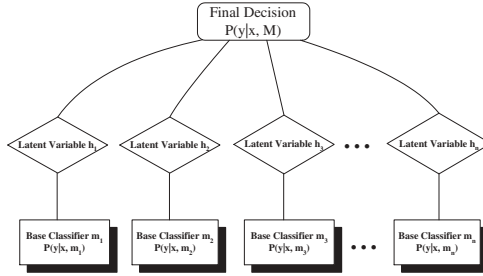 Final Decision
P(y|x, M)
Latent Variable h₁ Latent Variable h₂ Latent Variable h₃ ••• Latent Variable hₙ
Base Classifier m₁ Base Classifier m₂ Base Classifier m₃ Base Classifier mₙ
P(y|x, m₁) P(y|x, m₂) P(y|x, m₃) ••• P(y|x, mₙ)